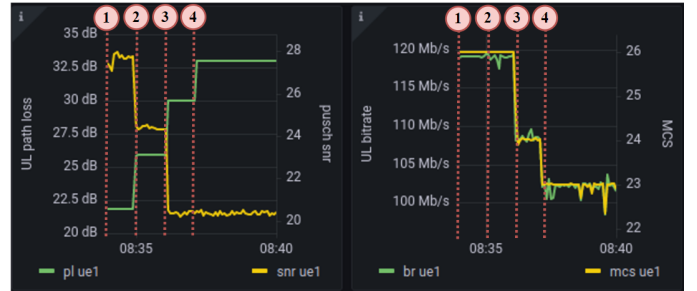 1 2 3 4
i
35 dB
32.5 dB
30 dB
27.5 dB
25 dB
22.5 dB
20 dB
UL path loss
28
26
24
22
20
pusch snr
08:35 08:40
pl ue1 snr ue1
1 2 3 4
i
120 Mb/s
115 Mb/s
110 Mb/s
105 Mb/s
100 Mb/s
UL bitrate
26
25
24
23
22
MCS
08:35 08:40
br ue1 mcs ue1